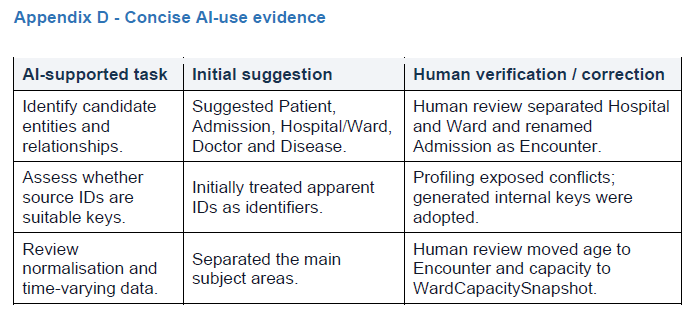 Appendix D - Concise AI-use evidence
AI-supported task
Initial suggestion
Human verification / correction
Identify candidate
entities and
relationships.
Suggested Patient,
Admission, Hospital/Ward,
Doctor and Disease.
Human review separated Hospital
and Ward and renamed
Admission as Encounter.
Assess whether
source IDs are
suitable keys.
Initially treated apparent
IDs as identifiers.
Profiling exposed conflicts;
generated internal keys were
adopted.
Review
normalisation and
time-varying data.
Separated the main
subject areas.
Human review moved age to
Encounter and capacity to
WardCapacitySnapshot.